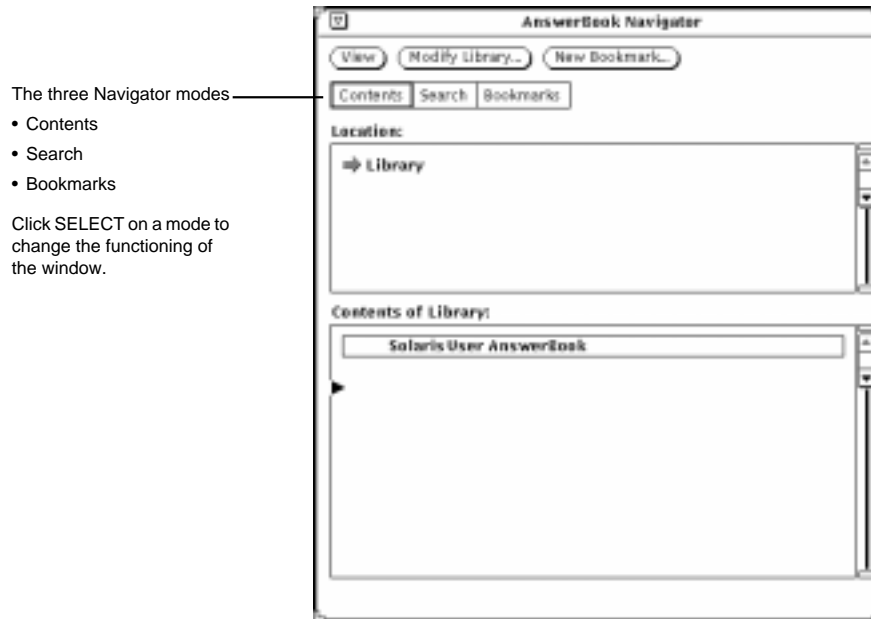 AnswerBook Navigator
View Modify Library... New Bookmark...
The three Navigator modes
Contents Search Bookmarks
• Contents
• Search
• Bookmarks
Click SELECT on a mode to
change the functioning of
the window.
Location:
Library
Contents of Library:
Solaris User AnswerBook